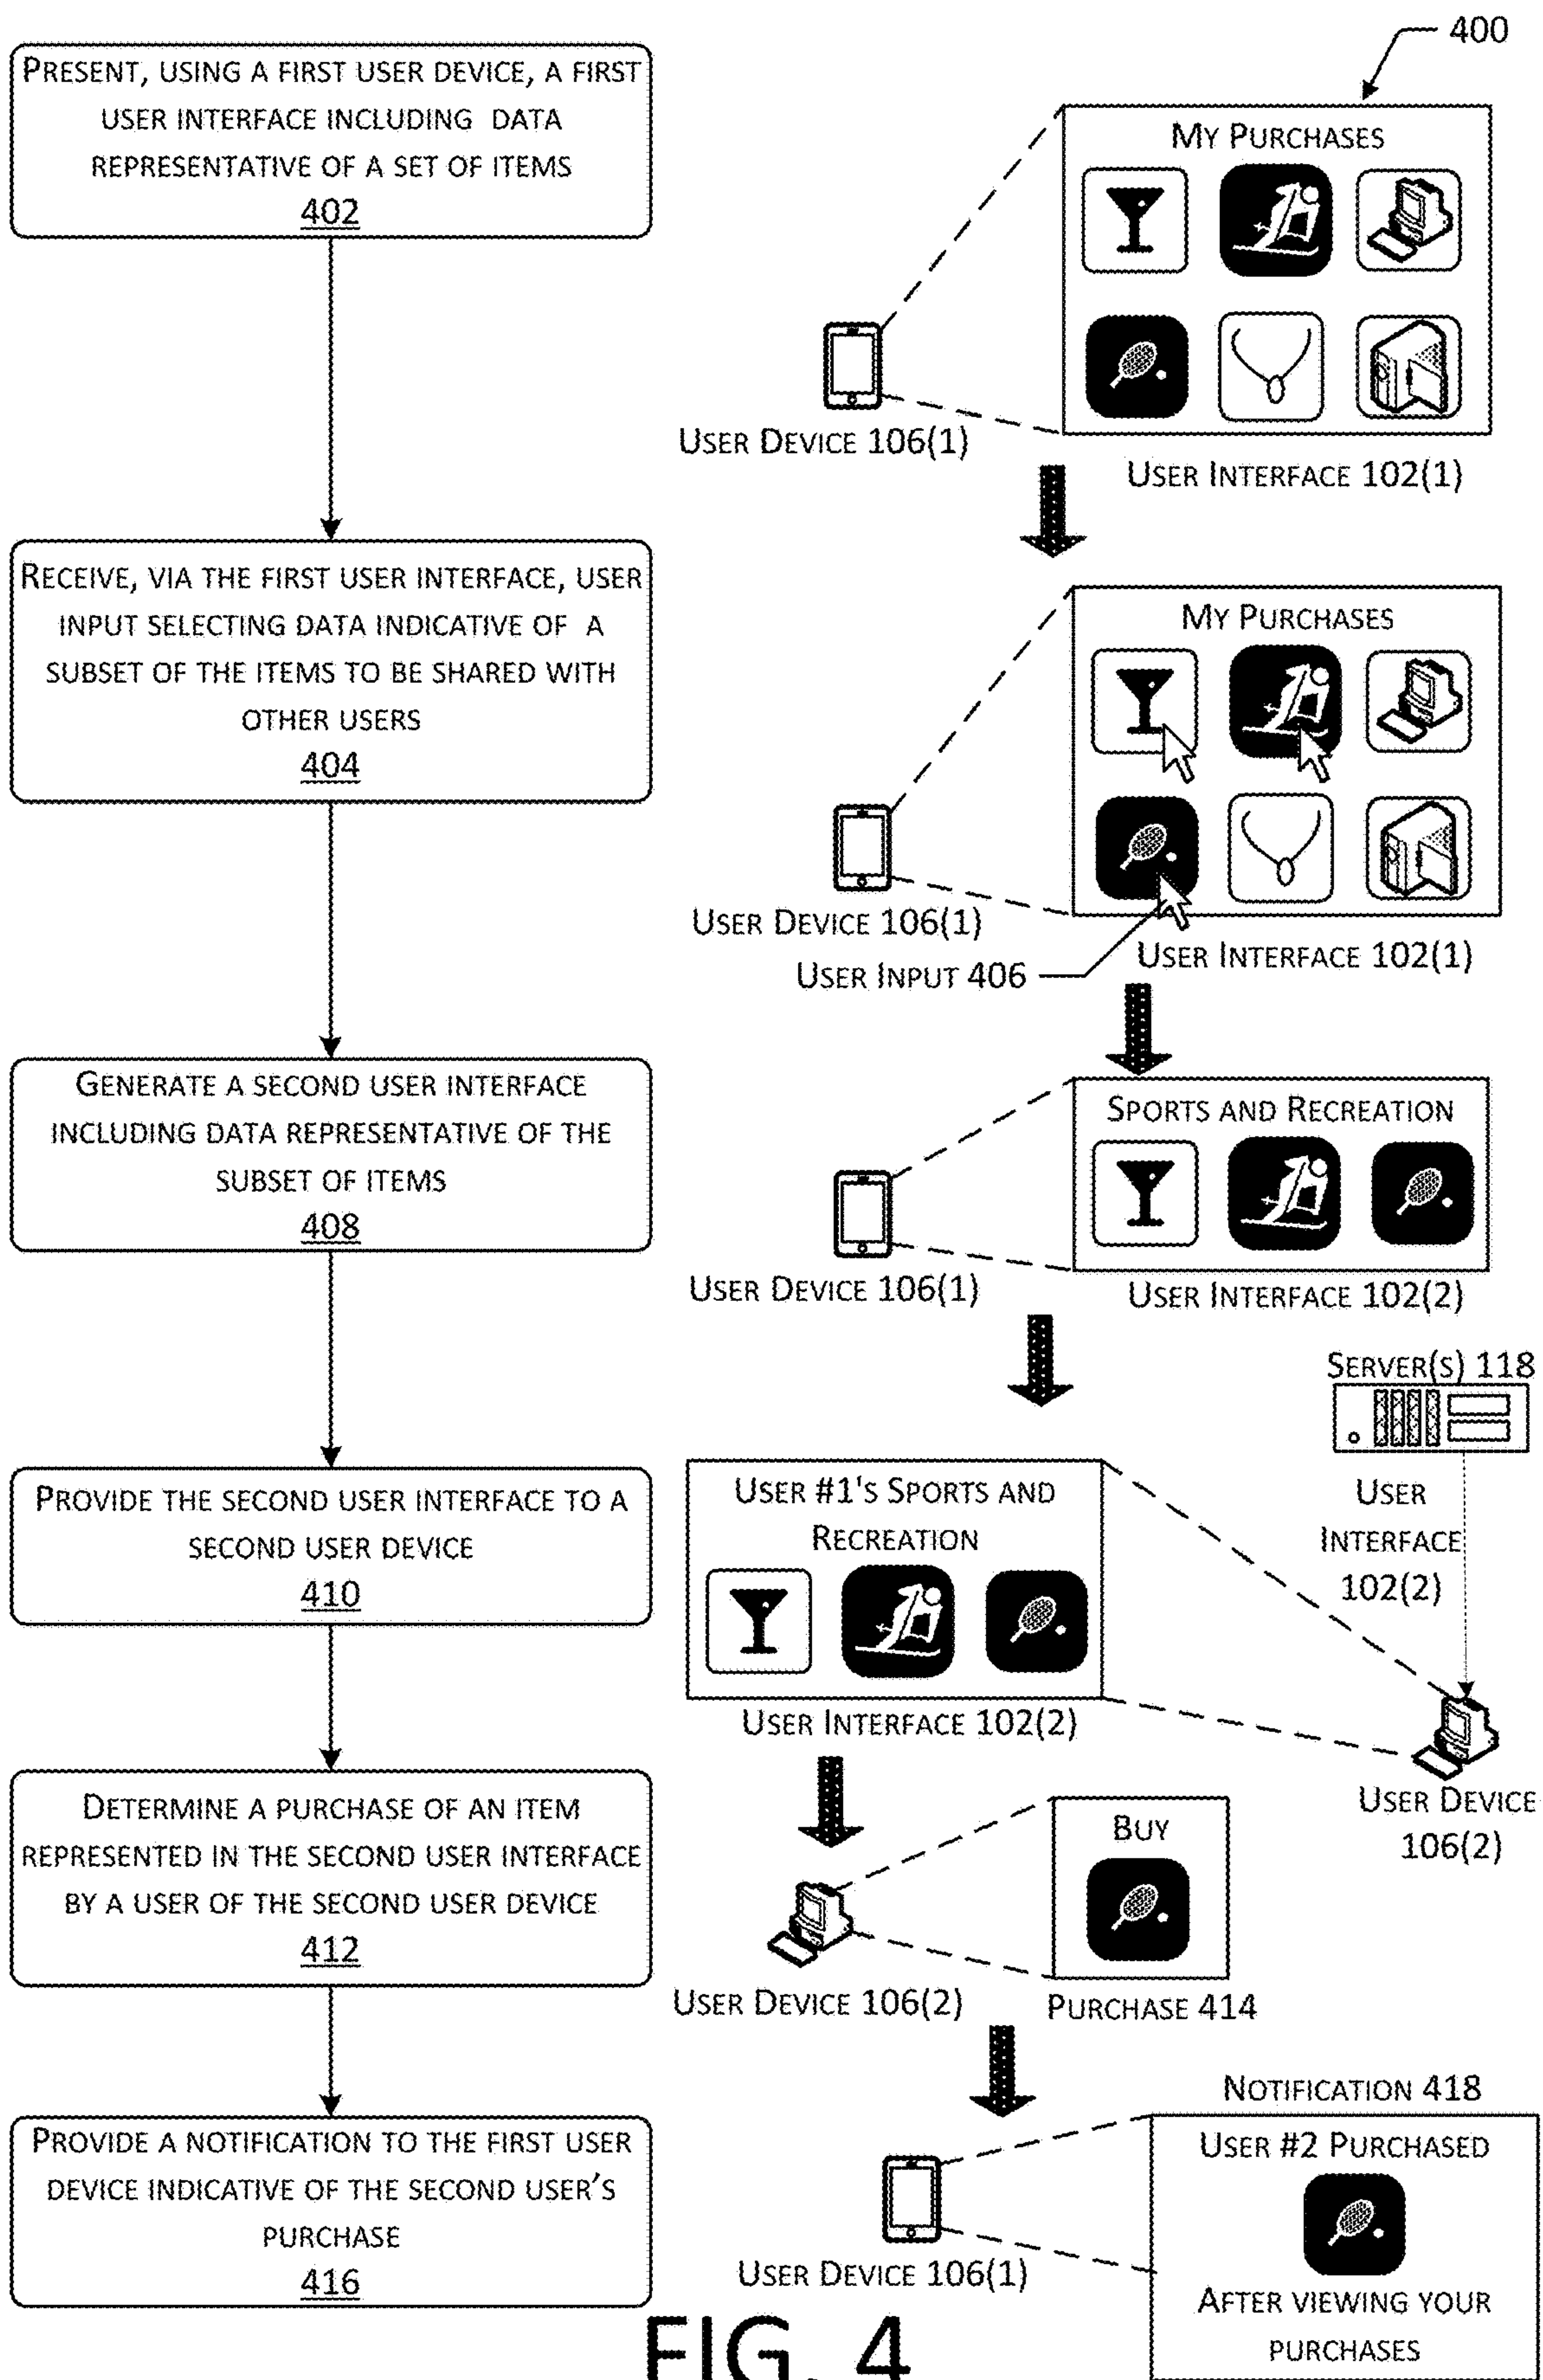 400
PRESENT, USING A FIRST USER DEVICE, A FIRST
USER INTERFACE INCLUDING DATA
REPRESENTATIVE OF A SET OF ITEMS
402
MY PURCHASES
USER DEVICE 106(1)
USER INTERFACE 102(1)
RECEIVE, VIA THE FIRST USER INTERFACE, USER
INPUT SELECTING DATA INDICATIVE OF A
SUBSET OF THE ITEMS TO BE SHARED WITH
OTHER USERS
404
MY PURCHASES
USER DEVICE 106(1)
USER INTERFACE 102(1)
USER INPUT 406
GENERATE A SECOND USER INTERFACE
INCLUDING DATA REPRESENTATIVE OF THE
SUBSET OF ITEMS
408
SPORTS AND RECREATION
USER DEVICE 106(1)
USER INTERFACE 102(2)
SERVER(S) 118
PROVIDE THE SECOND USER INTERFACE TO A
SECOND USER DEVICE
410
USER #1'S SPORTS AND
RECREATION
USER INTERFACE 102(2)
USER
INTERFACE
102(2)
USER DEVICE
106(2)
DETERMINE A PURCHASE OF AN ITEM
REPRESENTED IN THE SECOND USER INTERFACE
BY A USER OF THE SECOND USER DEVICE
412
BUY
USER DEVICE 106(2)
PURCHASE 414
PROVIDE A NOTIFICATION TO THE FIRST USER
DEVICE INDICATIVE OF THE SECOND USER'S
PURCHASE
416
NOTIFICATION 418
USER #2 PURCHASED
AFTER VIEWING YOUR
PURCHASES
USER DEVICE 106(1)
FIG. 4